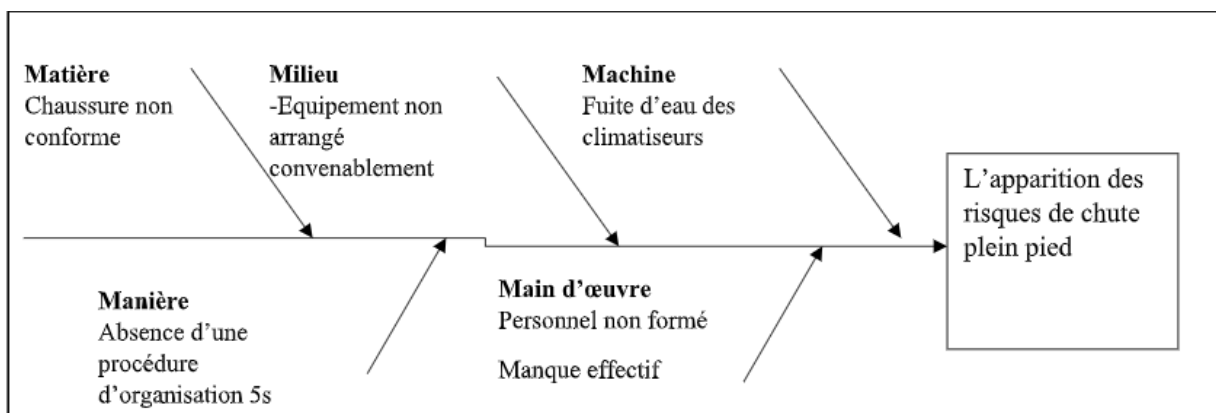 Matière
Chaussure non
conforme
Milieu
-Equipement non
arrangé
convenablement
Machine
Fuite d’eau des
climatiseurs
L’apparition des
risques de chute
plein pied
Manière
Absence d’une
procédure
d’organisation 5s
Main d’œuvre
Personnel non formé
Manque effectif